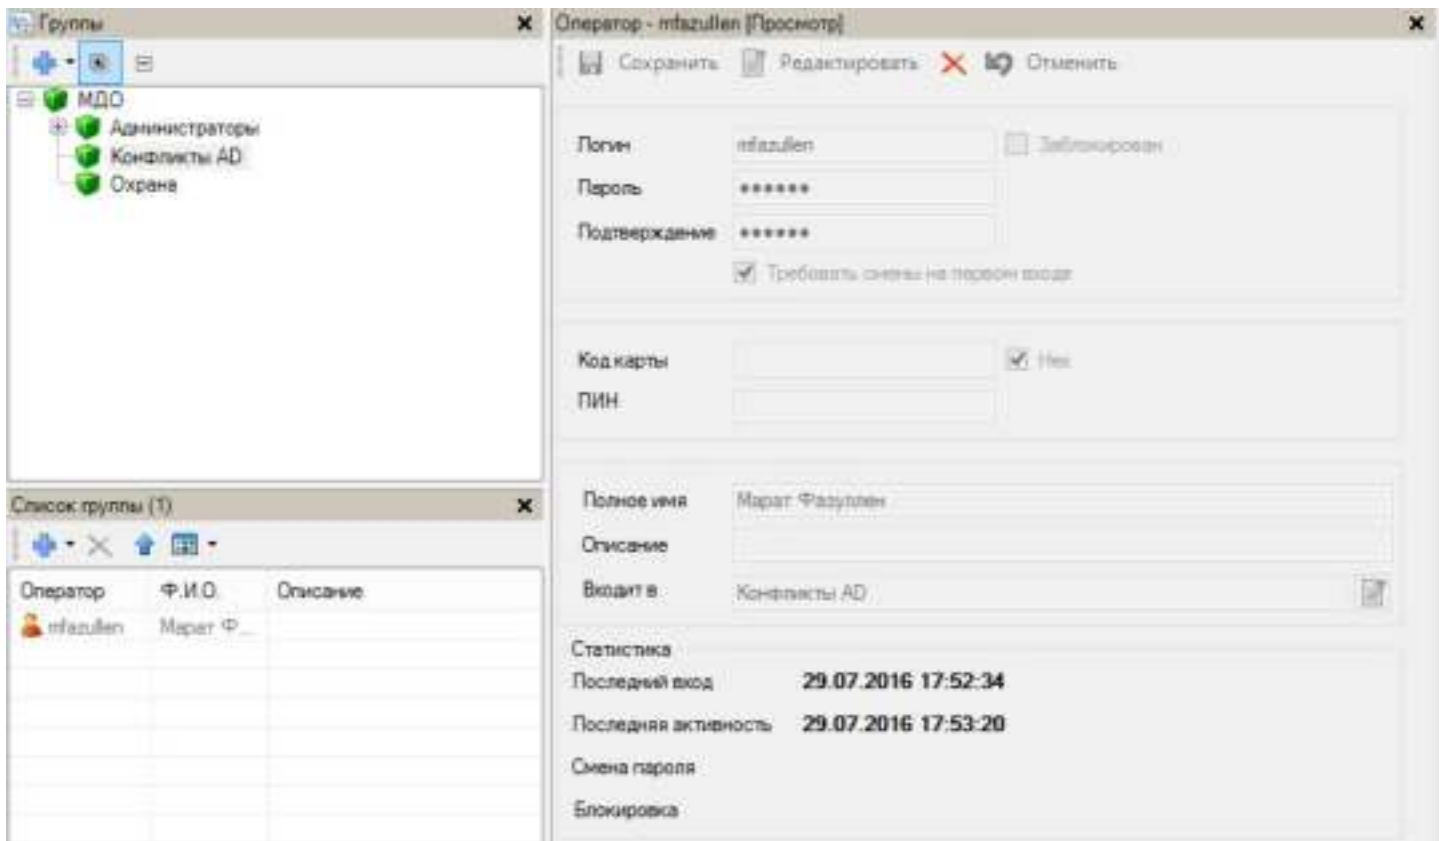 Группы
МДО
Администраторы
Конфликты AD
Охрана
Список группы (1)
Оператор Ф.И.О. Описание
mfazullen Марат Ф...
Оператор - mfazullen [Просмотр]
Сохранить Редактировать Отменить
Логин mfazullen Заблокирован
Пароль ******
Подтверждение ******
Требовать смены на первом входе
Код карты Hex
ПИН
Полное имя Марат Фазуллен
Описание
Входит в Конфликты AD
Статистика
Последний вход 29.07.2016 17:52:34
Последняя активность 29.07.2016 17:53:20
Смена пароля
Блокировка